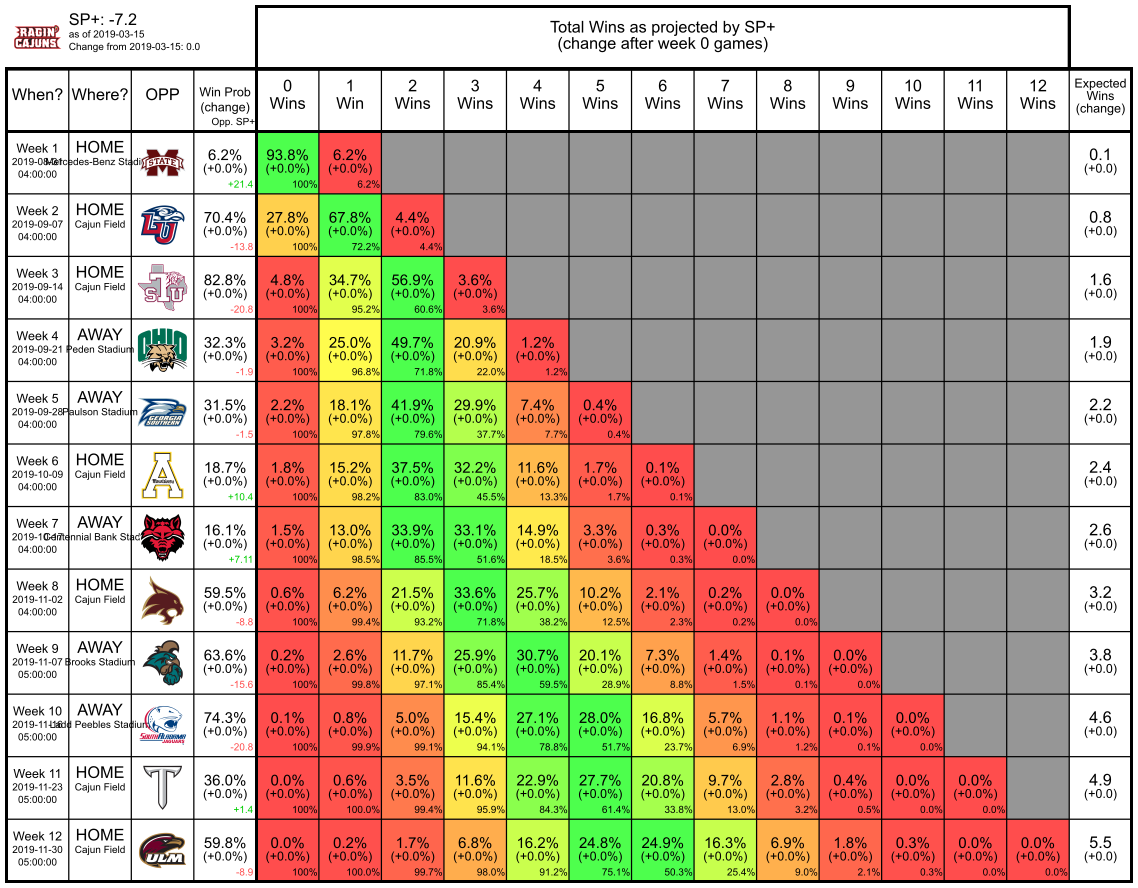 RAGIN' CAJUNS
SP+: -7.2
as of 2019-03-15
Change from 2019-03-15: 0.0
Total Wins as projected by SP+
(change after week 0 games)
When? Where? OPP Win Prob (change) Opp. SP+ 0 Wins 1 Win 2 Wins 3 Wins 4 Wins 5 Wins 6 Wins 7 Wins 8 Wins 9 Wins 10 Wins 11 Wins 12 Wins Expected Wins (change)
Week 1 HOME 6.2% 93.8% 6.2% 0.1
2019-08-31 Mercedes-Benz Stadi STATE (+0.0%) (+0.0%) (+0.0%) (+0.0)
04:00:00 +21.4 100% 6.2%
Week 2 HOME 70.4% 27.8% 67.8% 4.4% 0.8
2019-09-07 Cajun Field LU (+0.0%) (+0.0%) (+0.0%) (+0.0%) (+0.0)
04:00:00 -13.8 100% 72.2% 4.4%
Week 3 HOME 82.8% 4.8% 34.7% 56.9% 3.6% 1.6
2019-09-14 Cajun Field (+0.0%) (+0.0%) (+0.0%) (+0.0%) (+0.0%) (+0.0)
04:00:00 TSU -20.8 100% 95.2% 60.6% 3.6%
Week 4 AWAY OHIO 32.3% 3.2% 25.0% 49.7% 20.9% 1.2% 1.9
2019-09-21 Peden Stadium (+0.0%) (+0.0%) (+0.0%) (+0.0%) (+0.0%) (+0.0%) (+0.0)
04:00:00 -1.9 100% 96.8% 71.8% 22.0% 1.2%
Week 5 AWAY 31.5% 2.2% 18.1% 41.9% 29.9% 7.4% 0.4% 2.2
2019-09-28 Paulson Stadium GEORGIA SOUTHERN (+0.0%) (+0.0%) (+0.0%) (+0.0%) (+0.0%) (+0.0%) (+0.0%) (+0.0)
04:00:00 -1.5 100% 97.8% 79.6% 37.7% 7.7% 0.4%
Week 6 HOME A 18.7% 1.8% 15.2% 37.5% 32.2% 11.6% 1.7% 0.1% 2.4
2019-10-09 Cajun Field (+0.0%) (+0.0%) (+0.0%) (+0.0%) (+0.0%) (+0.0%) (+0.0%) (+0.0%) (+0.0)
04:00:00 +10.4 100% 98.2% 83.0% 45.5% 13.3% 1.7% 0.1%
Week 7 AWAY 16.1% 1.5% 13.0% 33.9% 33.1% 14.9% 3.3% 0.3% 0.0% 2.6
2019-10-17 Centennial Bank Stad (+0.0%) (+0.0%) (+0.0%) (+0.0%) (+0.0%) (+0.0%) (+0.0%) (+0.0%) (+0.0%) (+0.0)
04:00:00 +7.11 100% 98.5% 85.5% 51.6% 18.5% 3.6% 0.3% 0.0%
Week 8 HOME 59.5% 0.6% 6.2% 21.5% 33.6% 25.7% 10.2% 2.1% 0.2% 0.0% 3.2
2019-11-02 Cajun Field (+0.0%) (+0.0%) (+0.0%) (+0.0%) (+0.0%) (+0.0%) (+0.0%) (+0.0%) (+0.0%) (+0.0%) (+0.0)
04:00:00 -8.8 100% 99.4% 93.2% 71.8% 38.2% 12.5% 2.3% 0.2% 0.0%
Week 9 AWAY 63.6% 0.2% 2.6% 11.7% 25.9% 30.7% 20.1% 7.3% 1.4% 0.1% 0.0% 3.8
2019-11-07 Brooks Stadium (+0.0%) (+0.0%) (+0.0%) (+0.0%) (+0.0%) (+0.0%) (+0.0%) (+0.0%) (+0.0%) (+0.0%) (+0.0%) (+0.0)
05:00:00 -15.6 100% 99.8% 97.1% 85.4% 59.5% 28.9% 8.8% 1.5% 0.1% 0.0%
Week 10 AWAY 74.3% 0.1% 0.8% 5.0% 15.4% 27.1% 28.0% 16.8% 5.7% 1.1% 0.1% 0.0% 4.6
2019-11-16 Ladd Peebles Stadium (+0.0%) (+0.0%) (+0.0%) (+0.0%) (+0.0%) (+0.0%) (+0.0%) (+0.0%) (+0.0%) (+0.0%) (+0.0%) (+0.0%) (+0.0)
05:00:00 SOUTH ALABAMA JAGUARS -20.8 100% 99.9% 99.1% 94.1% 78.8% 51.7% 23.7% 6.9% 1.2% 0.1% 0.0%
Week 11 HOME T 36.0% 0.0% 0.6% 3.5% 11.6% 22.9% 27.7% 20.8% 9.7% 2.8% 0.4% 0.0% 0.0% 4.9
2019-11-23 Cajun Field (+0.0%) (+0.0%) (+0.0%) (+0.0%) (+0.0%) (+0.0%) (+0.0%) (+0.0%) (+0.0%) (+0.0%) (+0.0%) (+0.0%) (+0.0%) (+0.0)
05:00:00 +1.4 100% 100.0% 99.4% 95.9% 84.3% 61.4% 33.8% 13.0% 3.2% 0.5% 0.0% 0.0%
Week 12 HOME 59.8% 0.0% 0.2% 1.7% 6.8% 16.2% 24.8% 24.9% 16.3% 6.9% 1.8% 0.3% 0.0% 0.0% 5.5
2019-11-30 Cajun Field ULM (+0.0%) (+0.0%) (+0.0%) (+0.0%) (+0.0%) (+0.0%) (+0.0%) (+0.0%) (+0.0%) (+0.0%) (+0.0%) (+0.0%) (+0.0%) (+0.0%) (+0.0)
05:00:00 -8.9 100% 100.0% 99.7% 98.0% 91.2% 75.1% 50.3% 25.4% 9.0% 2.1% 0.3% 0.0% 0.0%